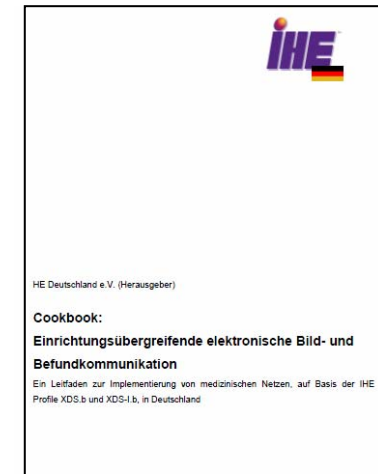 iHE
HE Deutschland e.V. (Herausgeber)
Cookbook:
Einrichtungsübergreifende elektronische Bild- und
Befundkommunikation
Ein Leitfaden zur Implementierung von medizinischen Netzen, auf Basis der IHE
Profile XDS.b und XDS-I.b, in Deutschland